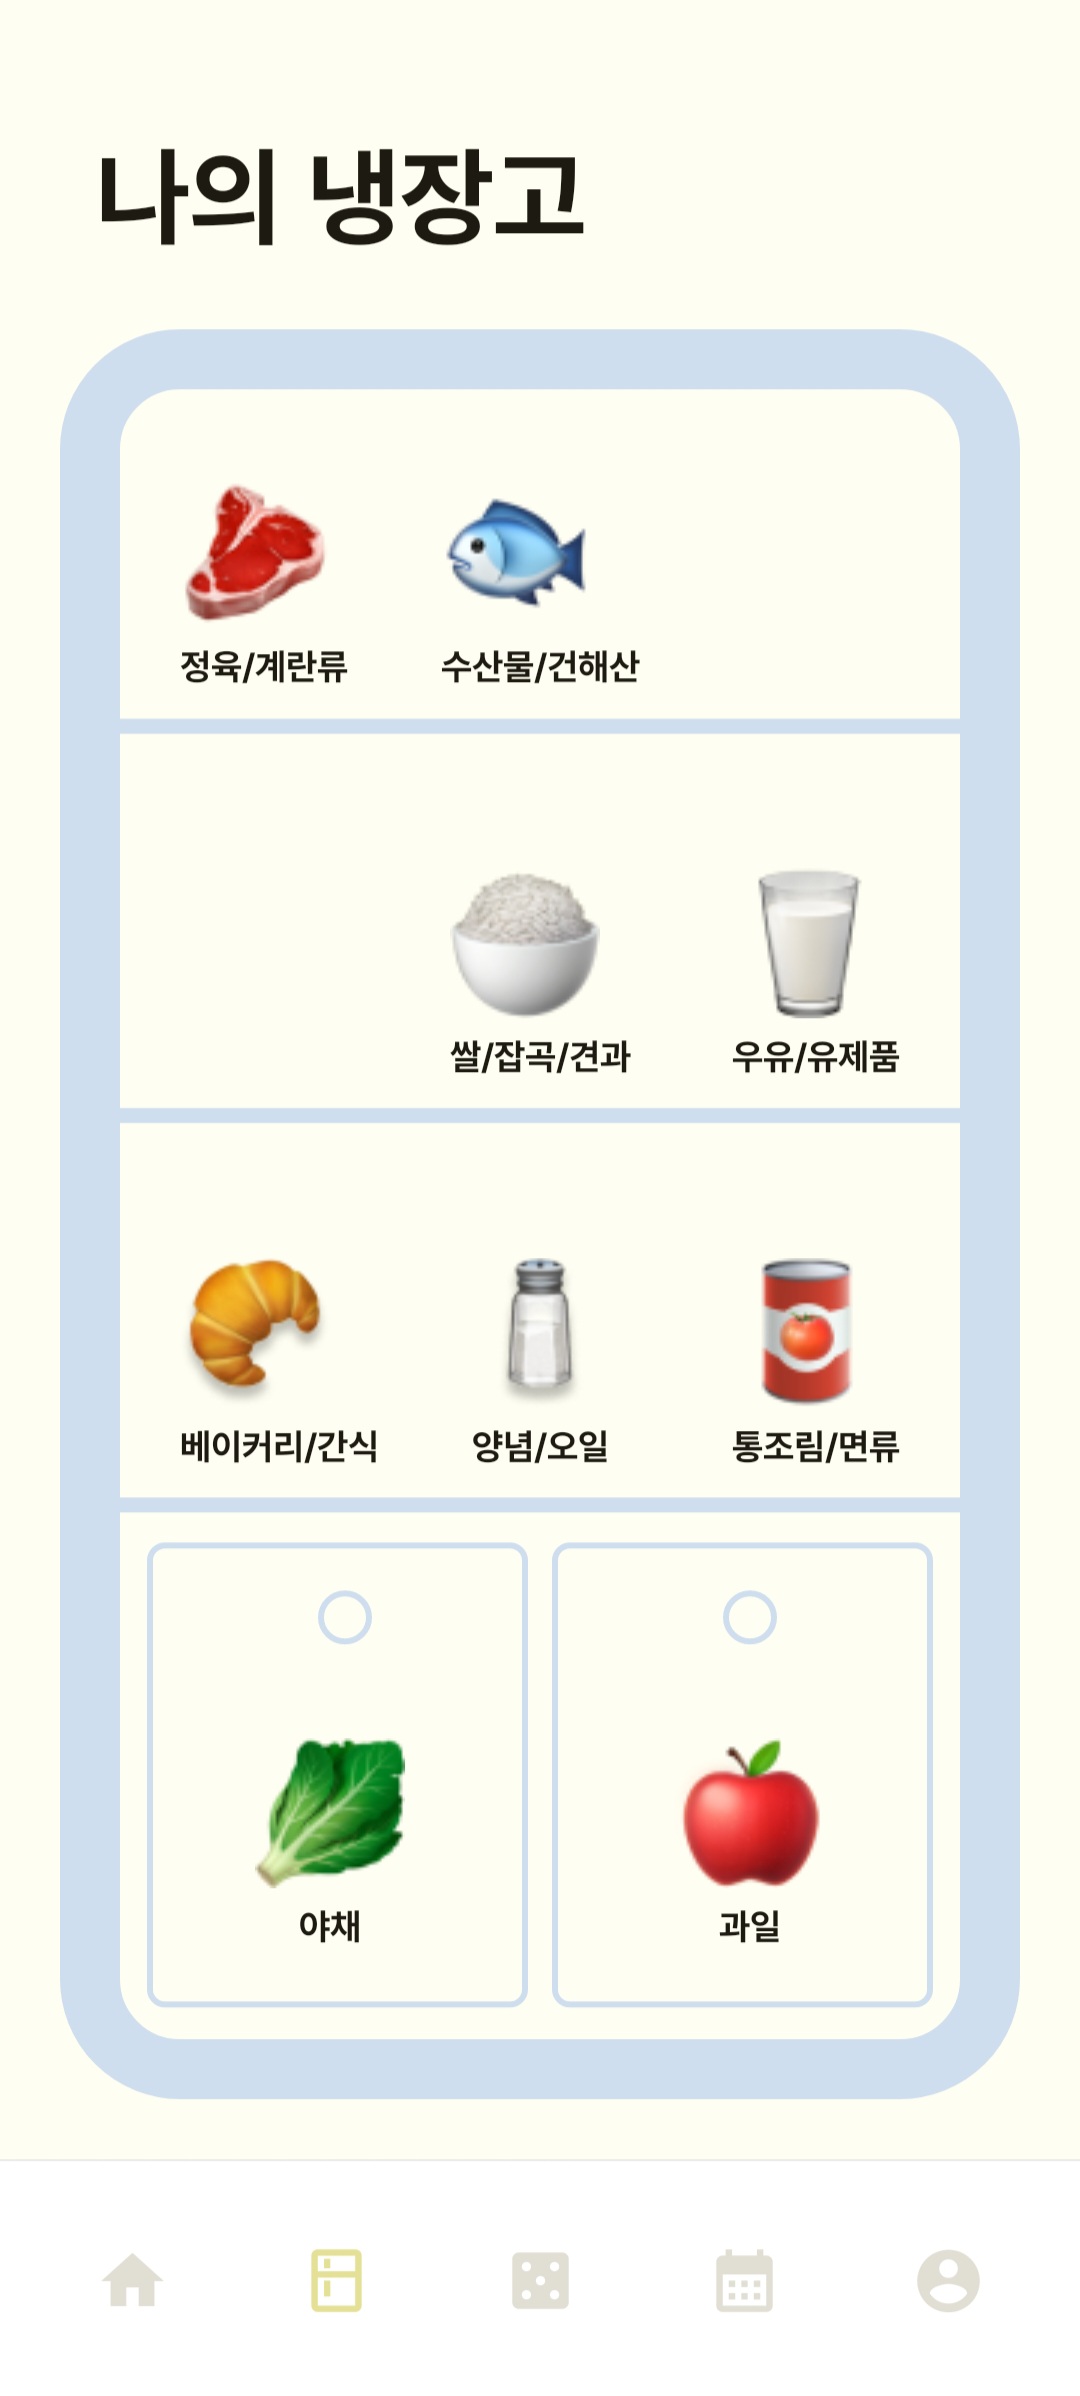 나의 냉장고
정육/계란류 수산물/건해산
쌀/잡곡/견과 우유/유제품
베이커리/간식 양념/오일 통조림/면류
야채 과일